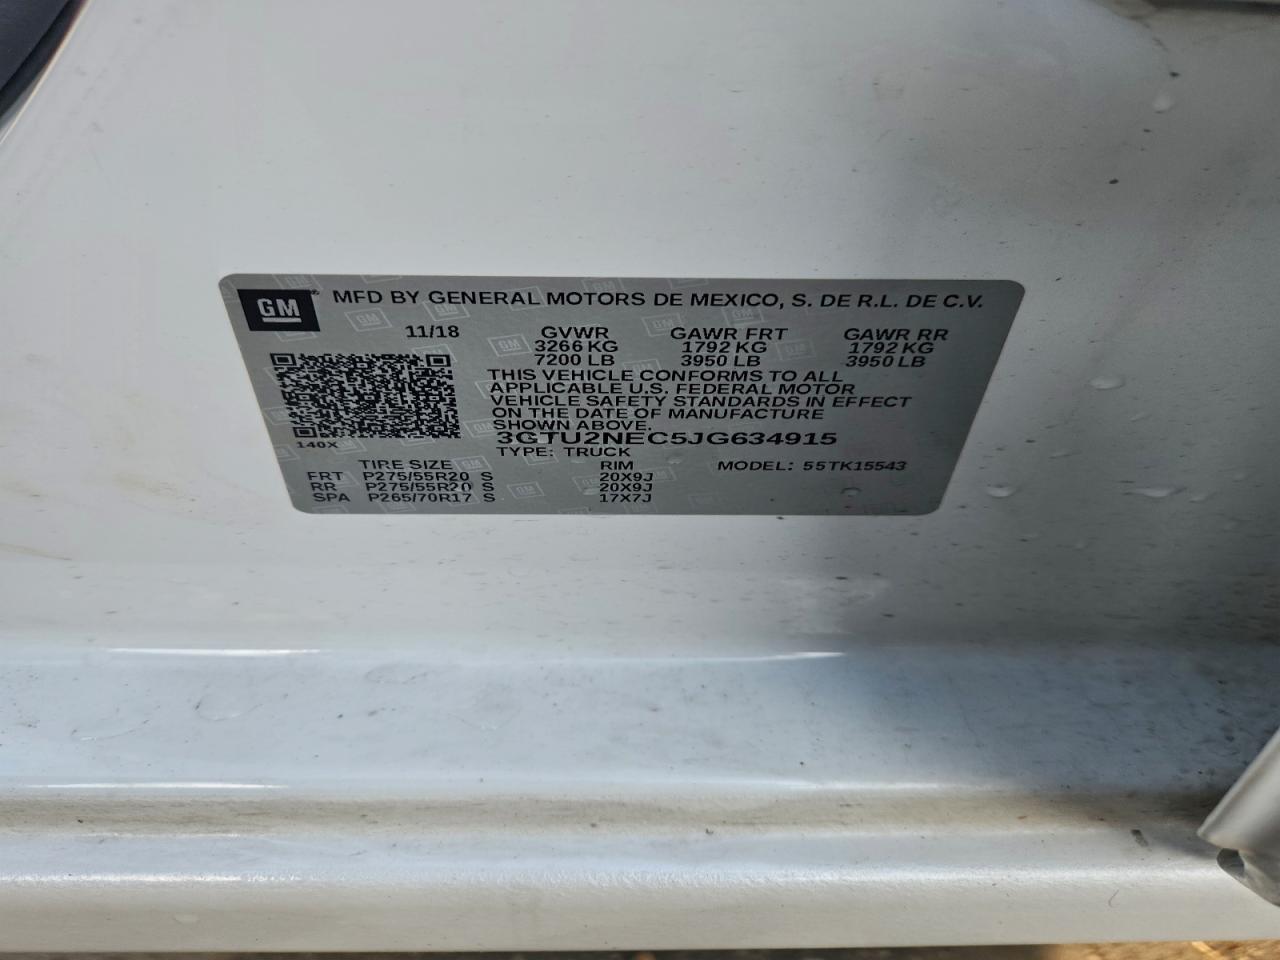 GM ® MFD BY GENERAL MOTORS DE MEXICO, S. DE R.L. DE C.V.
11/18 GVWR GAWR FRT GAWR RR
3266 KG 1792 KG 1792 KG
7200 LB 3950 LB 3950 LB
THIS VEHICLE CONFORMS TO ALL
APPLICABLE U.S. FEDERAL MOTOR
VEHICLE SAFETY STANDARDS IN EFFECT
ON THE DATE OF MANUFACTURE
SHOWN ABOVE.
140X 3GTU2NEC5JG634915
TYPE: TRUCK
TIRE SIZE RIM MODEL: 55TK15543
FRT P275/55R20 S 20X9J
RR P275/55R20 S 20X9J
SPA P265/70R17 S 17X7J